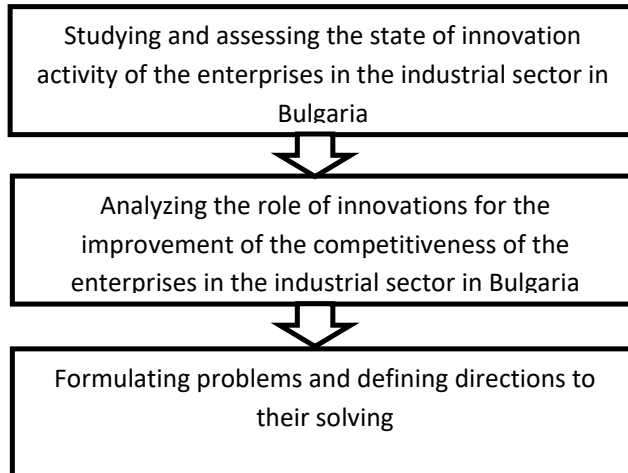 Studying and assessing the state of innovation
activity of the enterprises in the industrial sector in
Bulgaria
Analyzing the role of innovations for the
improvement of the competitiveness of the
enterprises in the industrial sector in Bulgaria
Formulating problems and defining directions to
their solving